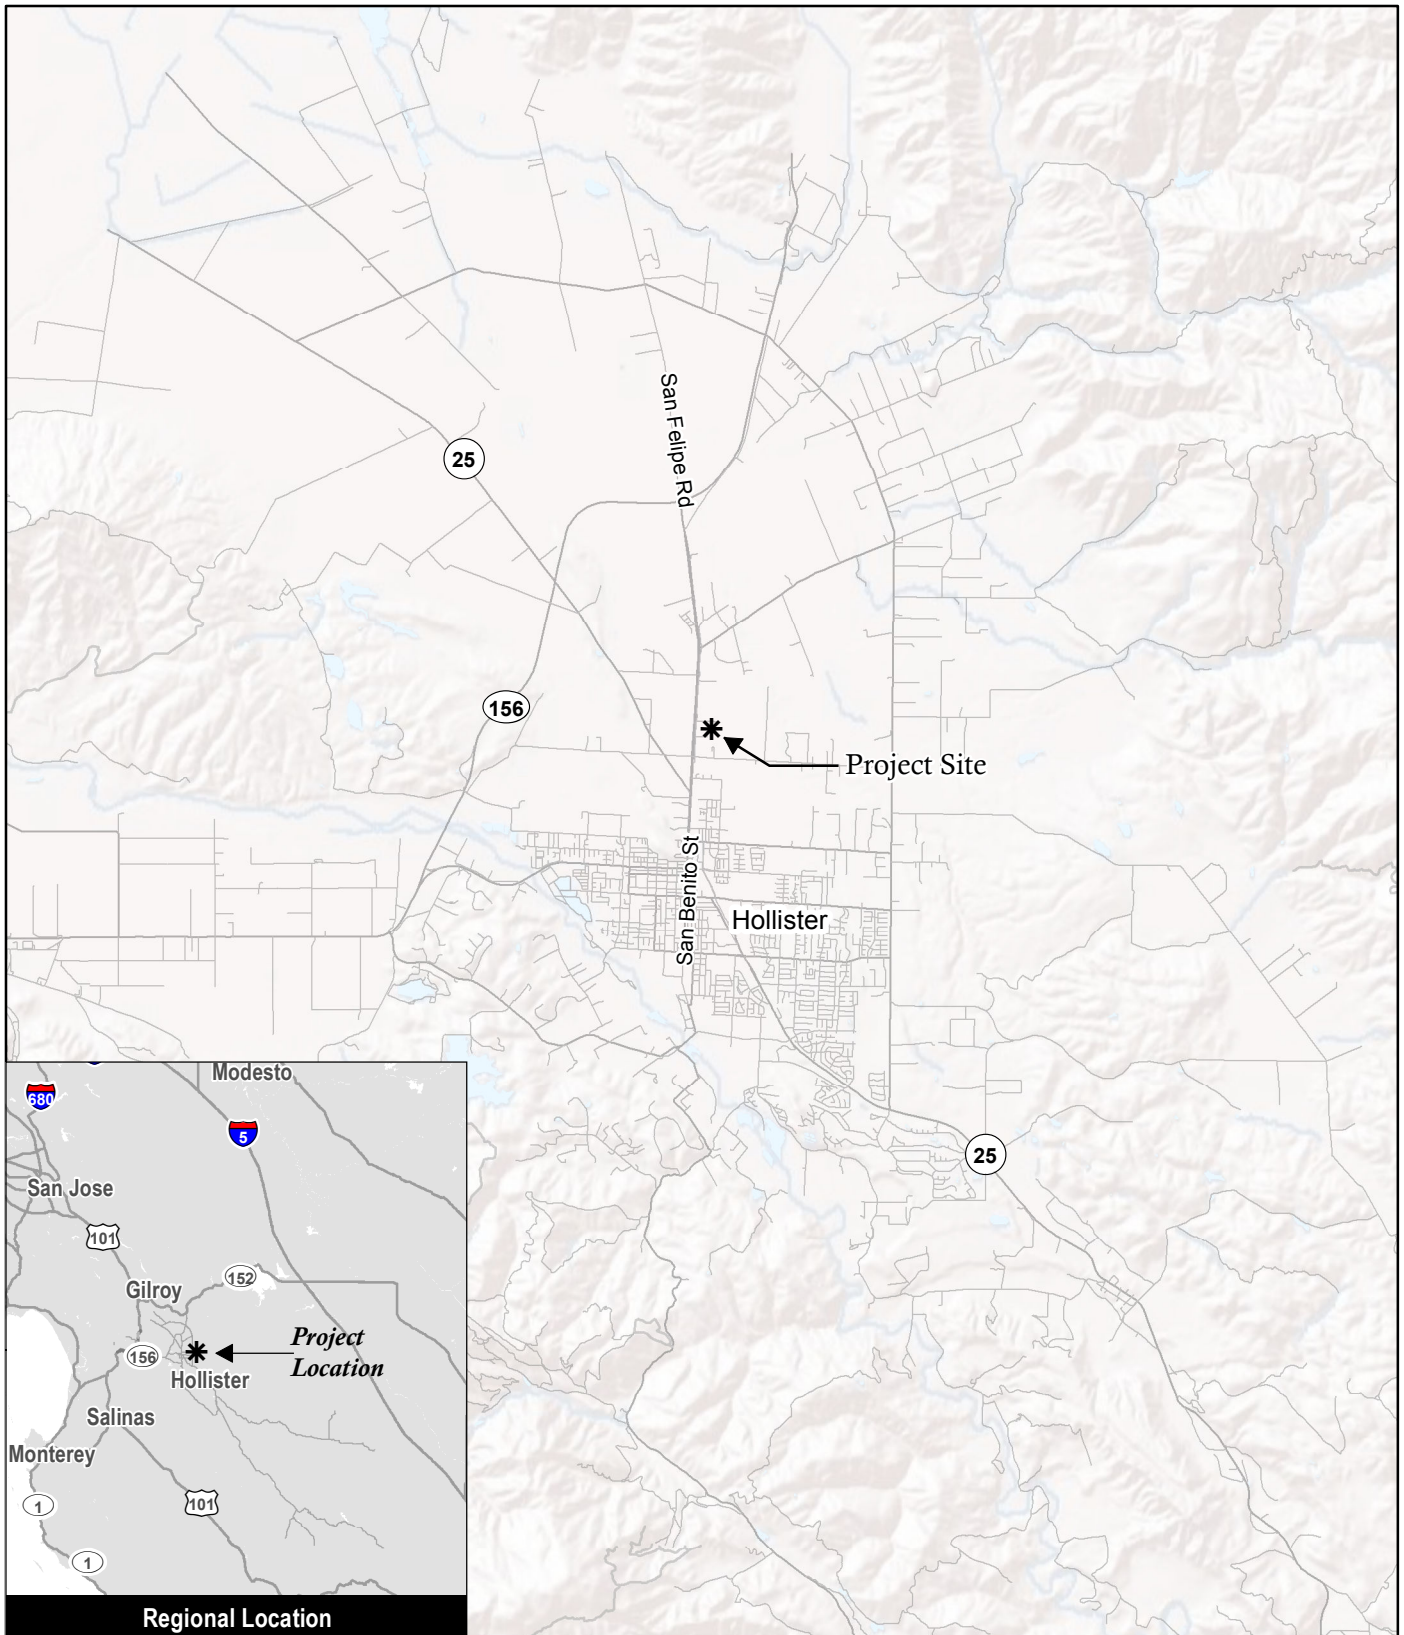 San Felipe Rd
25
156
Project Site
San Benito St
Hollister
25
Modesto
680
5
San Jose
101
152
Gilroy
Project
Location
156
Hollister
Salinas
Monterey
1
101
1
Regional Location